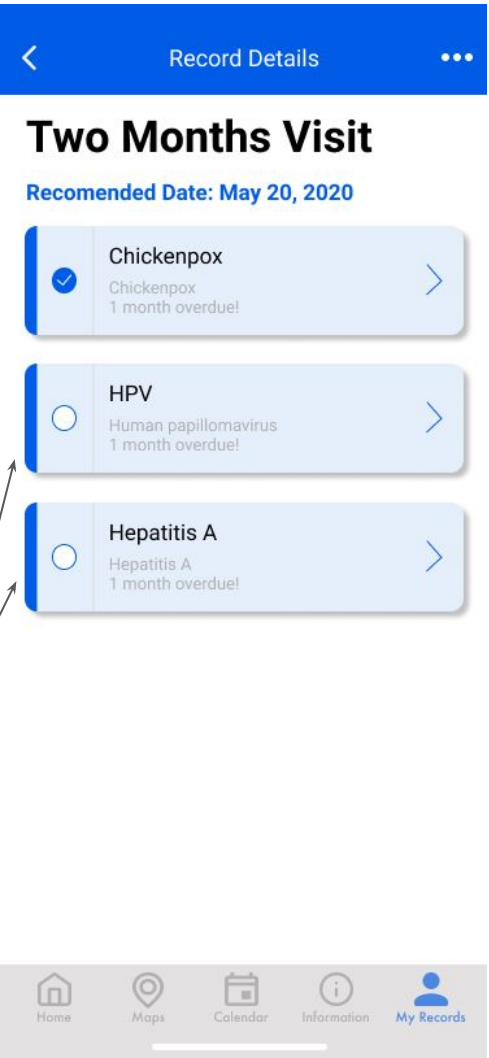 Record Details
Two Months Visit
Recomended Date: May 20, 2020
Chickenpox
Chickenpox
1 month overdue!
HPV
Human papillomavirus
1 month overdue!
Hepatitis A
Hepatitis A
1 month overdue!
Home Maps Calendar Information My Records